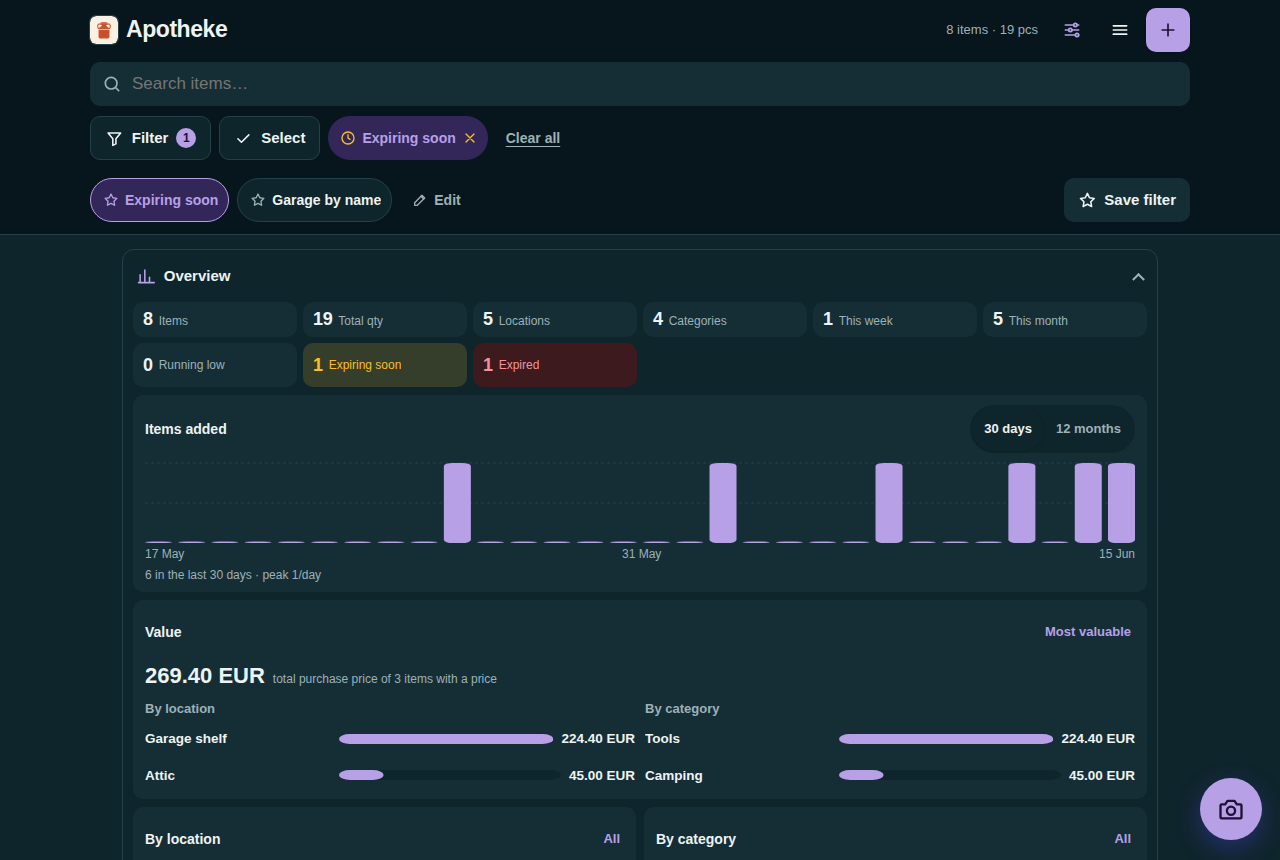 Apotheke
8 items · 19 pcs
Search items…
Filter 1
Select
Expiring soon
Clear all
Expiring soon
Garage by name
Edit
Save filter
Overview
8 Items
19 Total qty
5 Locations
4 Categories
1 This week
5 This month
0 Running low
1 Expiring soon
1 Expired
Items added
30 days
12 months
17 May
31 May
15 Jun
6 in the last 30 days · peak 1/day
Value
Most valuable
269.40 EUR total purchase price of 3 items with a price
By location
By category
Garage shelf 224.40 EUR
Tools 224.40 EUR
Attic 45.00 EUR
Camping 45.00 EUR
By location
All
By category
All